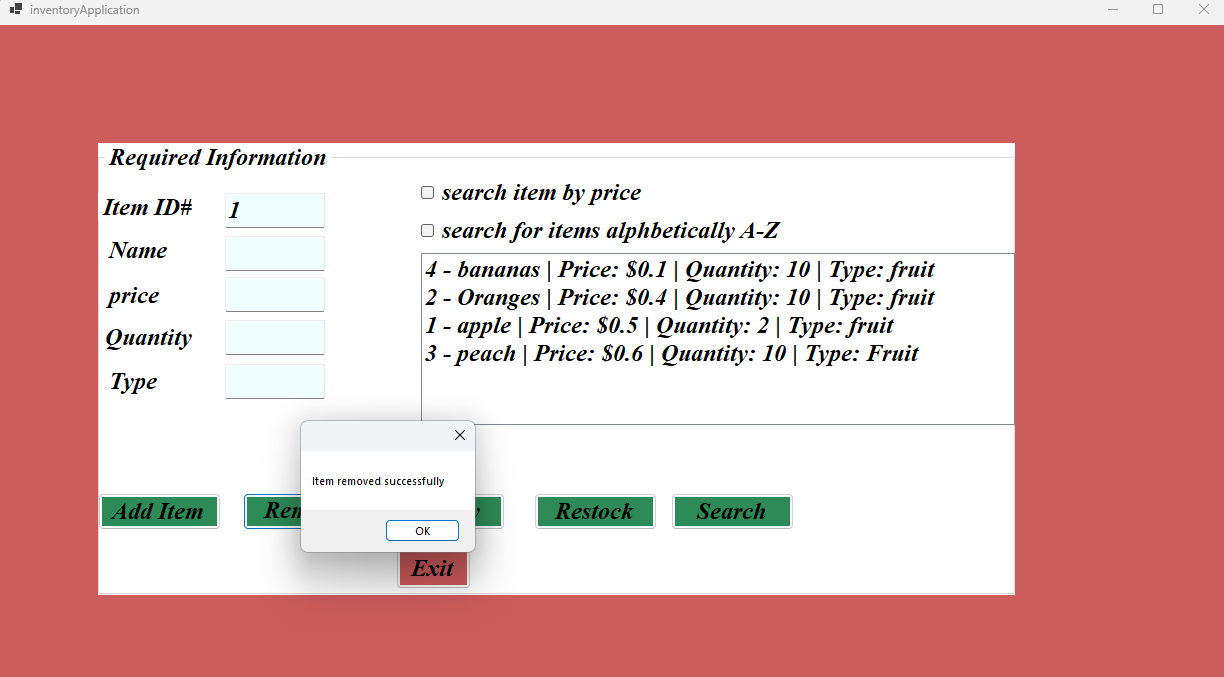 inventoryApplication
Required Information
Item ID# 1
Name
price
Quantity
Type
search item by price
search for items alphbetically A-Z
4 - bananas | Price: $0.1 | Quantity: 10 | Type: fruit
2 - Oranges | Price: $0.4 | Quantity: 10 | Type: fruit
1 - apple | Price: $0.5 | Quantity: 2 | Type: fruit
3 - peach | Price: $0.6 | Quantity: 10 | Type: Fruit
Item removed successfully
OK
Add Item
Restock
Search
Exit